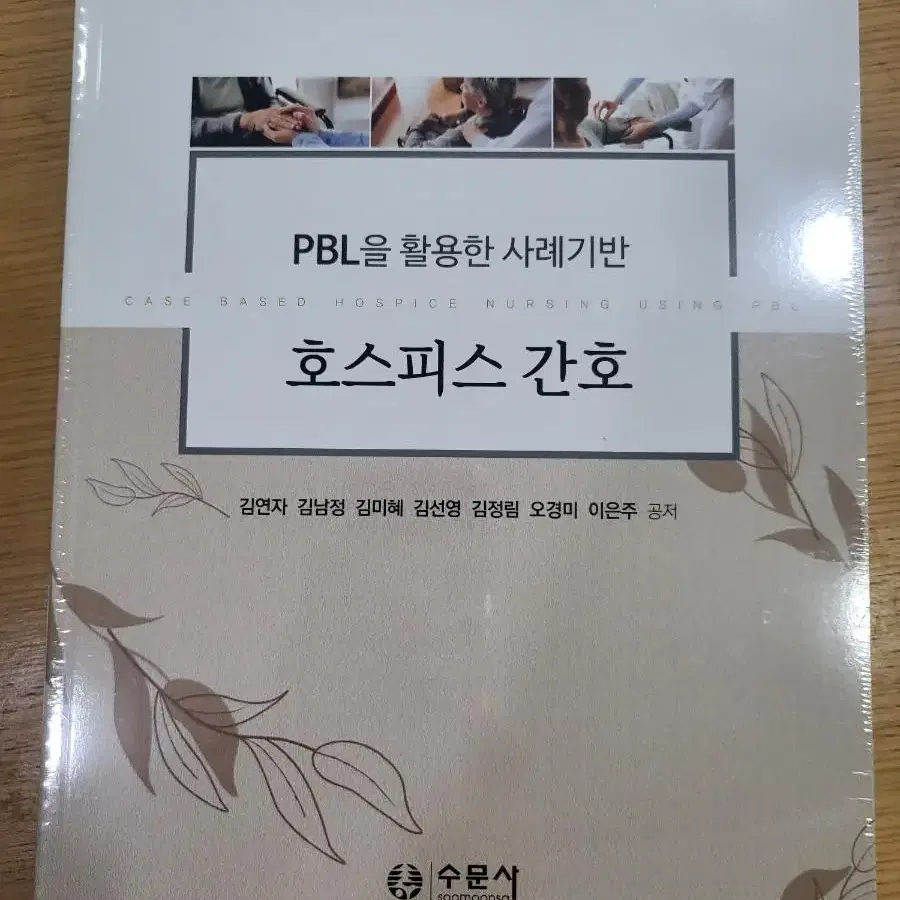 PBL을 활용한 사례기반
CASE BASED HOSPICE NURSING USING PBL
호스피스 간호
김연자 김남정 김미혜 김선영 김정림 오경미 이은주 공저
수문사
soomoonsa